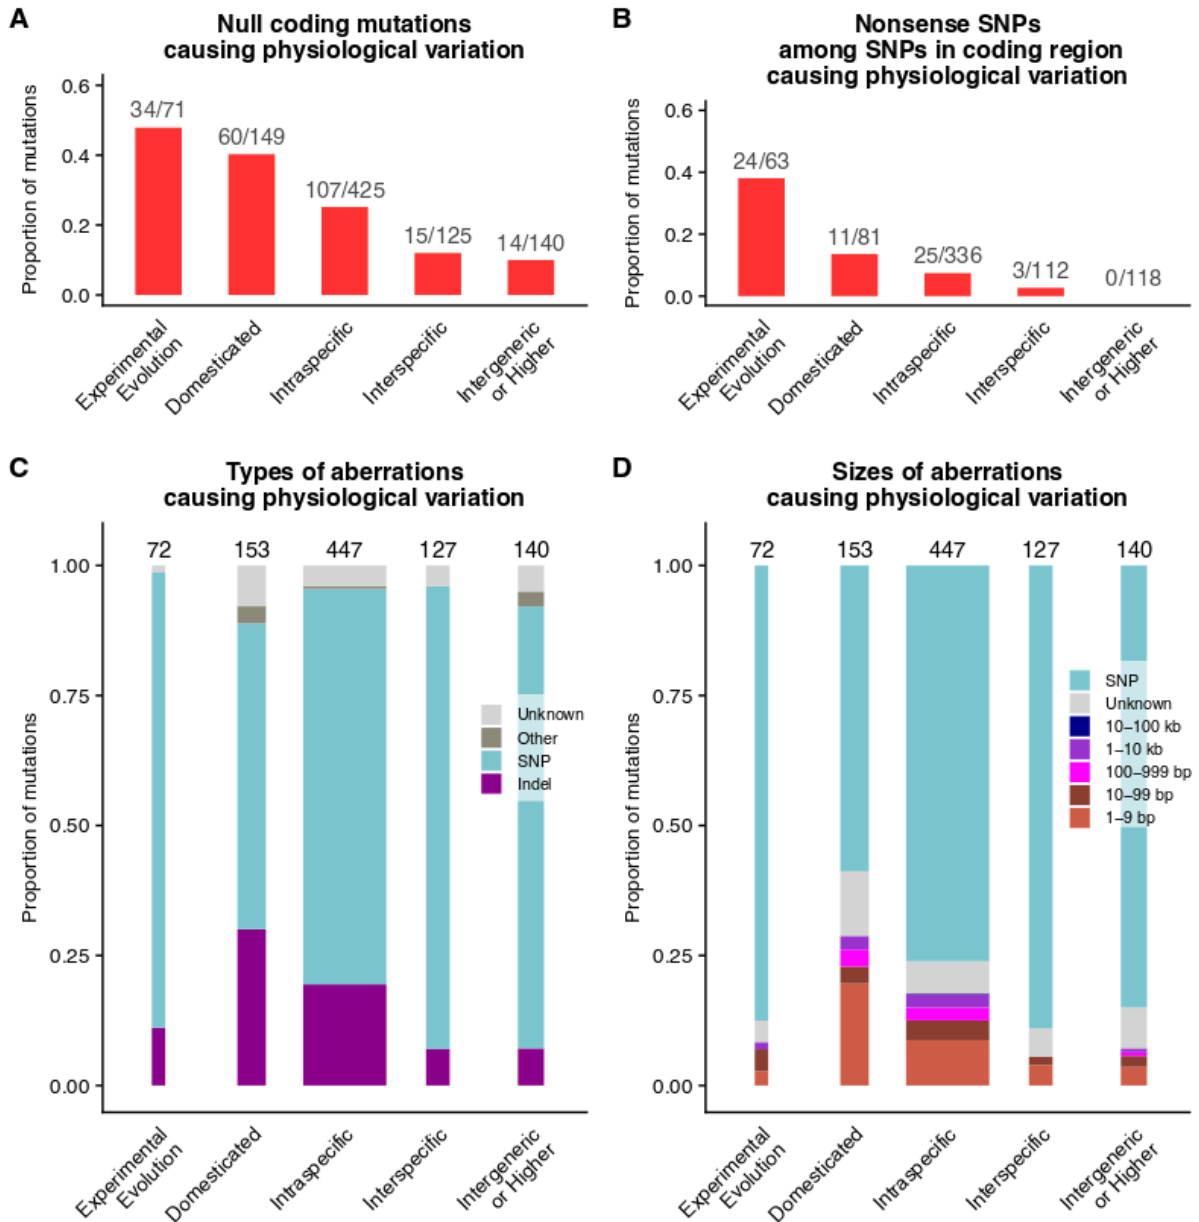 A
Null coding mutations
causing physiological variation
Proportion of mutations
0.6
0.4
0.2
0.0
34/71
60/149
107/425
15/125
14/140
Experimental
Evolution
Domesticated
Intraspecific
Interspecific
Intergeneric
or Higher
B
Nonsense SNPs
among SNPs in coding region
causing physiological variation
Proportion of mutations
0.6
0.4
0.2
0.0
24/63
11/81
25/336
3/112
0/118
Experimental
Evolution
Domesticated
Intraspecific
Interspecific
Intergeneric
or Higher
C
Types of aberrations
causing physiological variation
Proportion of mutations
1.00
0.75
0.50
0.25
0.00
72
153
447
127
140
Unknown
Other
SNP
Indel
Experimental
Evolution
Domesticated
Intraspecific
Interspecific
Intergeneric
or Higher
D
Sizes of aberrations
causing physiological variation
Proportion of mutations
1.00
0.75
0.50
0.25
0.00
72
153
447
127
140
SNP
Unknown
10–100 kb
1–10 kb
100–999 bp
10–99 bp
1–9 bp
Experimental
Evolution
Domesticated
Intraspecific
Interspecific
Intergeneric
or Higher